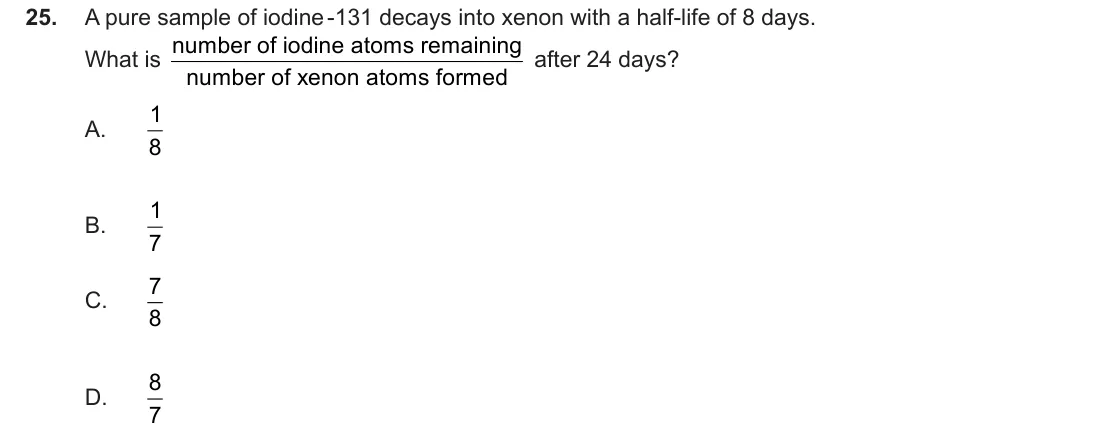 25. A pure sample of iodine-131 decays into xenon with a half-life of 8 days.
What is number of iodine atoms remaining / number of xenon atoms formed after 24 days?
A. 1/8
B. 1/7
C. 7/8
D. 8/7